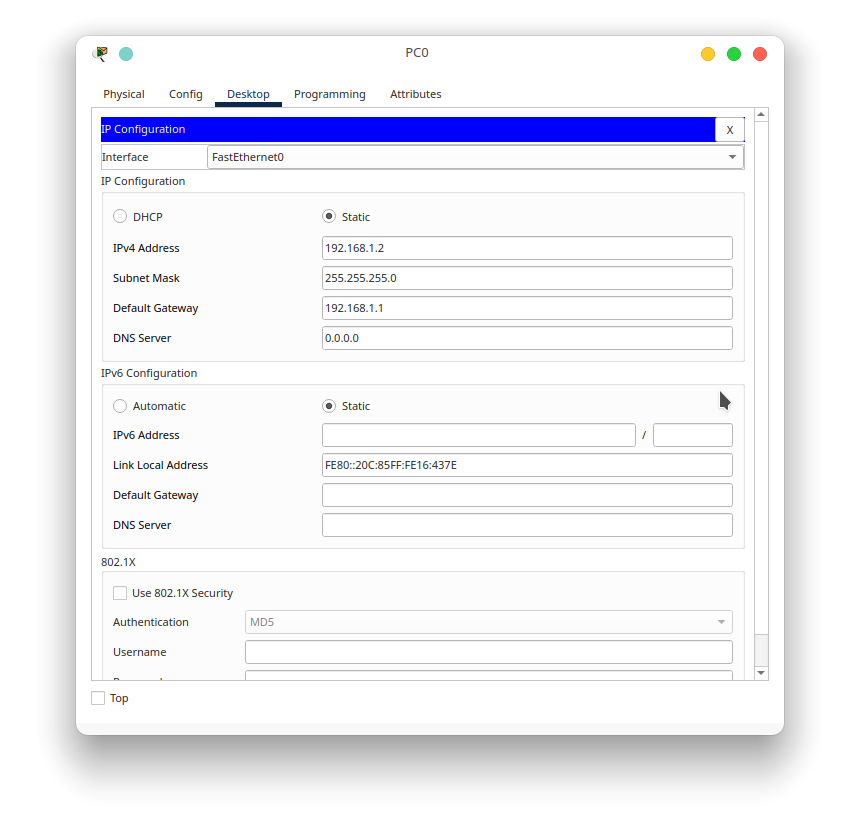 PC0
Physical Config Desktop Programming Attributes
IP Configuration X
Interface FastEthernet0
IP Configuration
DHCP Static
IPv4 Address 192.168.1.2
Subnet Mask 255.255.255.0
Default Gateway 192.168.1.1
DNS Server 0.0.0.0
IPv6 Configuration
Automatic Static
IPv6 Address /
Link Local Address FE80::20C:85FF:FE16:437E
Default Gateway
DNS Server
802.1X
Use 802.1X Security
Authentication MD5
Username
Top